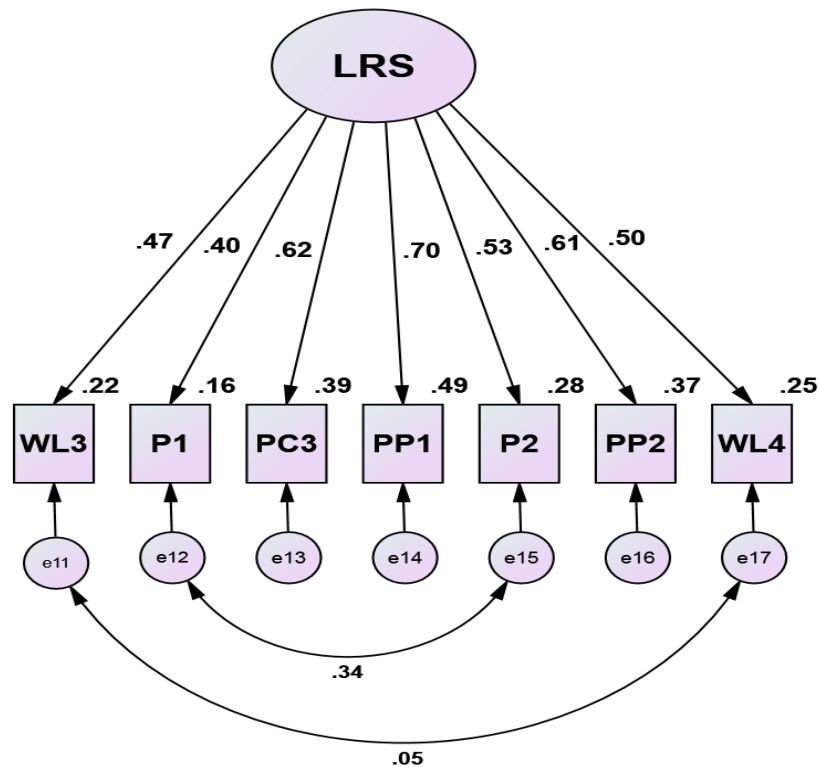 LRS
.47 .40 .62 .70 .53 .61 .50
.22 .16 .39 .49 .28 .37 .25
WL3 P1 PC3 PP1 P2 PP2 WL4
e11 e12 e13 e14 e15 e16 e17
.34
.05